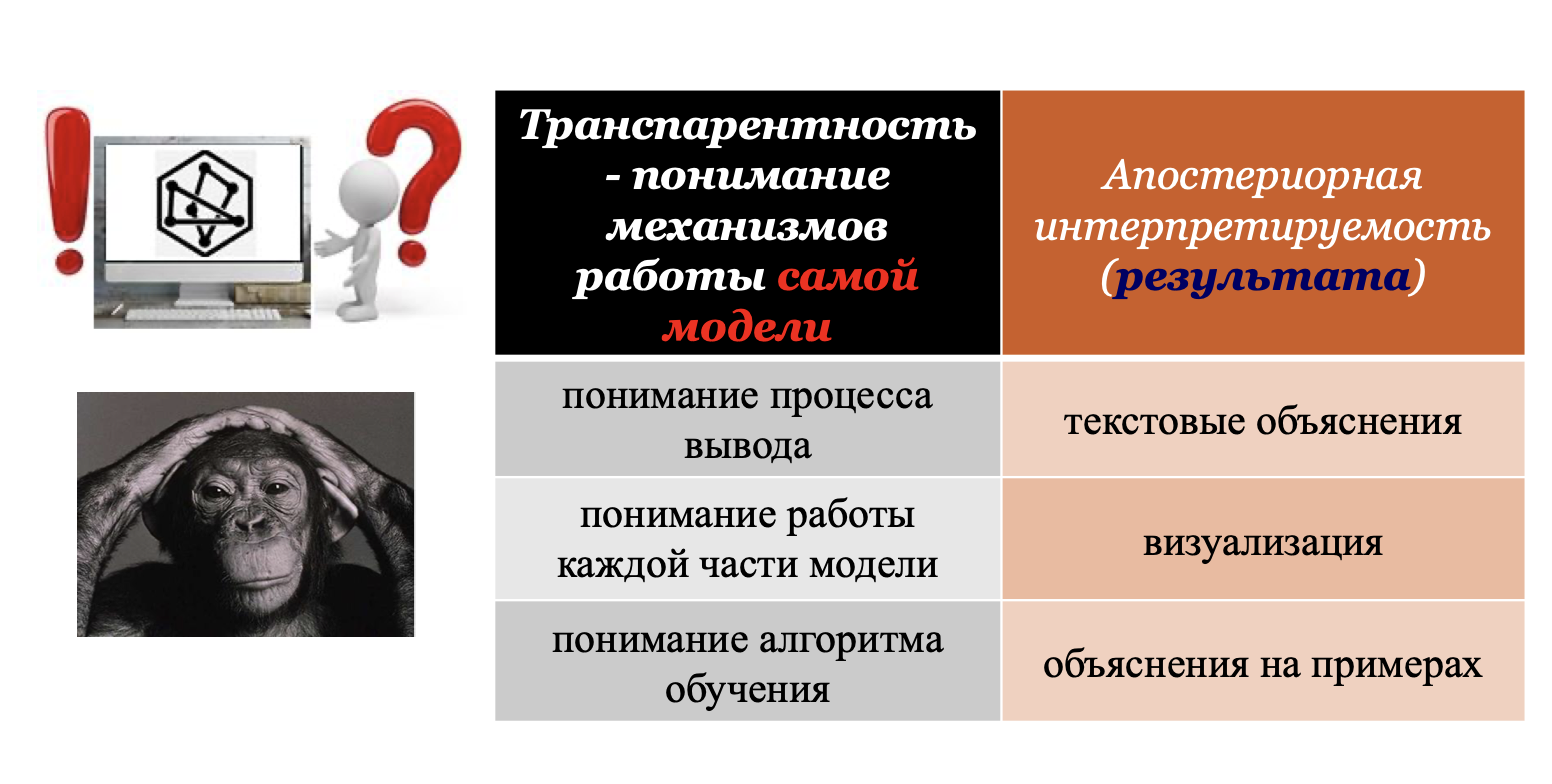 Транспарентность
- понимание
механизмов
работы самой
модели
Апостериорная
интерпретируемость
(результата)
понимание процесса
вывода
текстовые объяснения
понимание работы
каждой части модели
визуализация
понимание алгоритма
обучения
объяснения на примерах